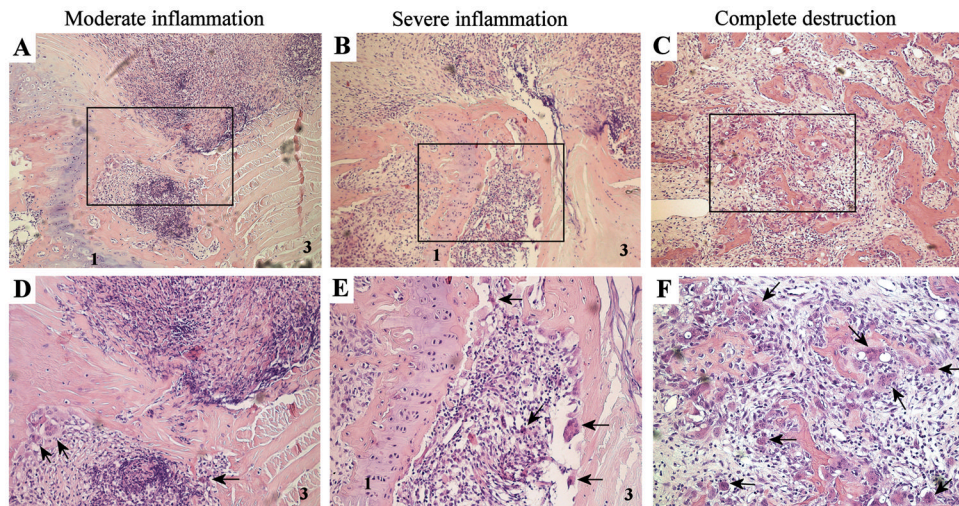 Moderate inflammation
Severe inflammation
Complete destruction
A
B
C
1
3
1
3
D
E
F
3
1
3